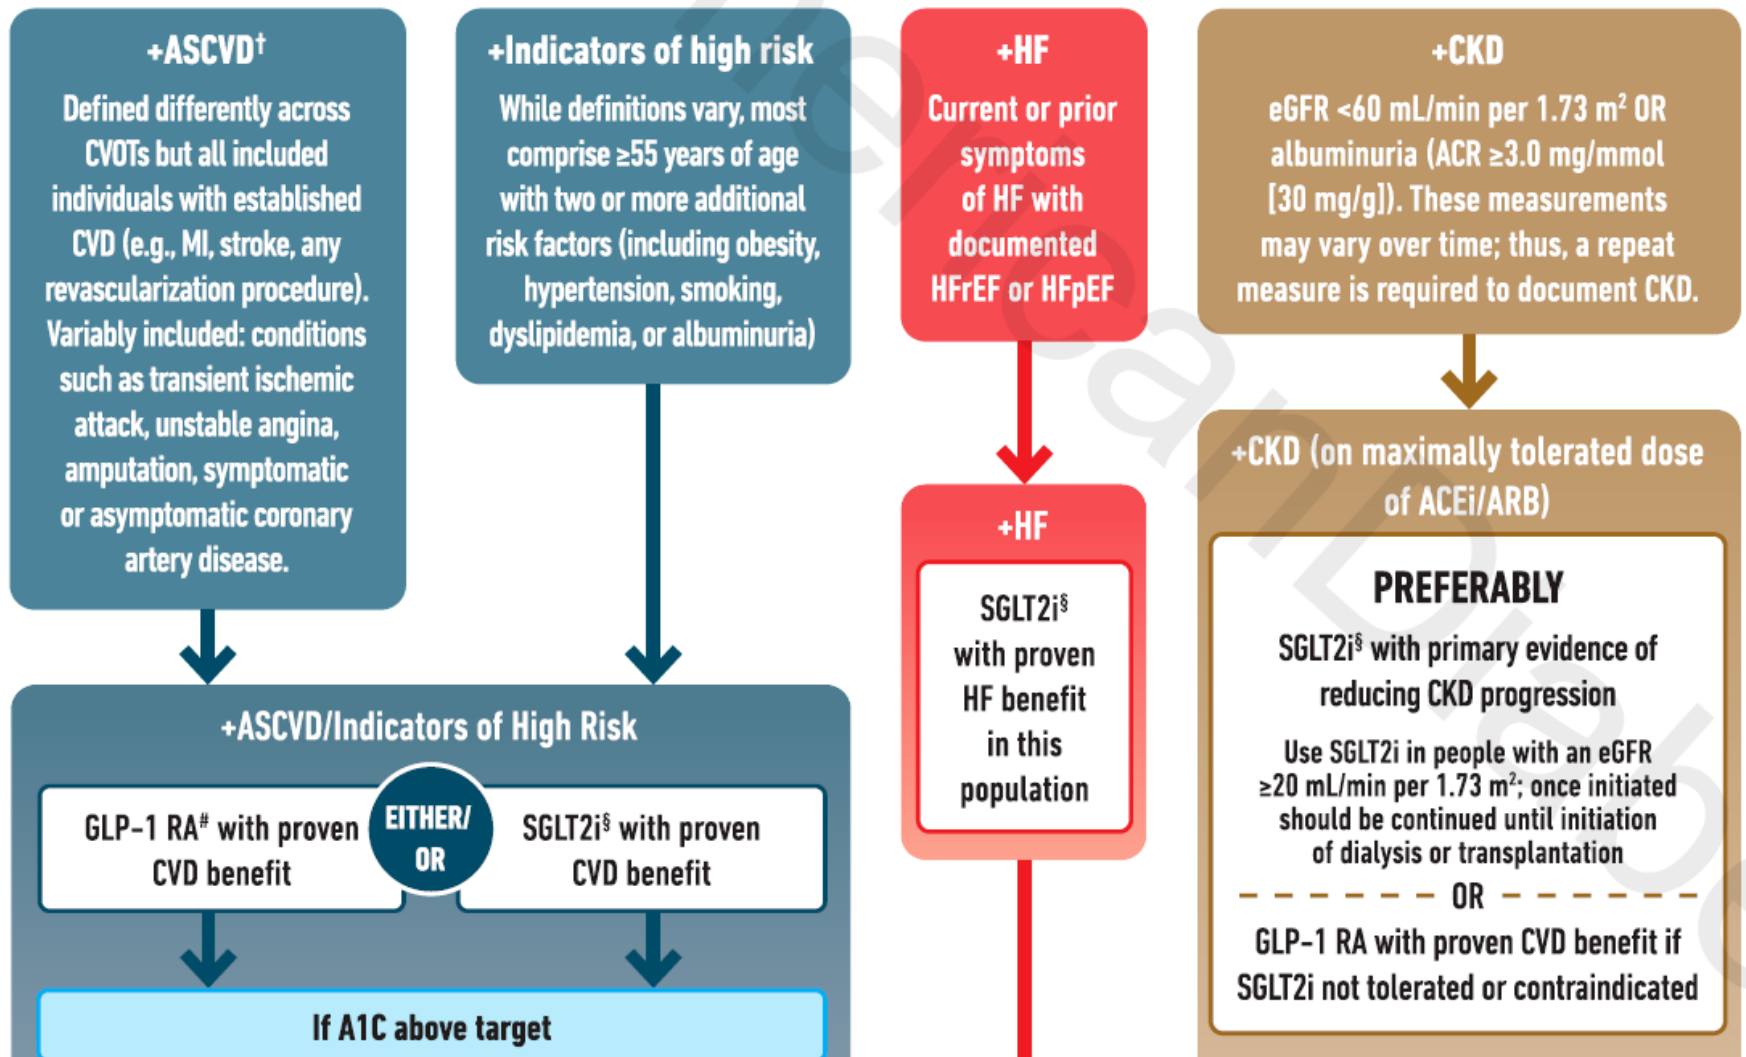 +ASCVD†
Defined differently across
CVOTs but all included
individuals with established
CVD (e.g., MI, stroke, any
revascularization procedure).
Variably included: conditions
such as transient ischemic
attack, unstable angina,
amputation, symptomatic
or asymptomatic coronary
artery disease.
+Indicators of high risk
While definitions vary, most
comprise ≥55 years of age
with two or more additional
risk factors (including obesity,
hypertension, smoking,
dyslipidemia, or albuminuria)
+ASCVD/Indicators of High Risk
GLP-1 RA# with proven
CVD benefit
EITHER/
OR
SGLT2i§ with proven
CVD benefit
If A1C above target
+HF
Current or prior
symptoms
of HF with
documented
HFrEF or HFpEF
+HF
SGLT2i§
with proven
HF benefit
in this
population
+CKD
eGFR <60 mL/min per 1.73 m² OR
albuminuria (ACR ≥3.0 mg/mmol
[30 mg/g]). These measurements
may vary over time; thus, a repeat
measure is required to document CKD.
+CKD (on maximally tolerated dose
of ACEi/ARB)
PREFERABLY
SGLT2i§ with primary evidence of
reducing CKD progression
Use SGLT2i in people with an eGFR
≥20 mL/min per 1.73 m²; once initiated
should be continued until initiation
of dialysis or transplantation
OR
GLP-1 RA with proven CVD benefit if
SGLT2i not tolerated or contraindicated
ericanDiabe